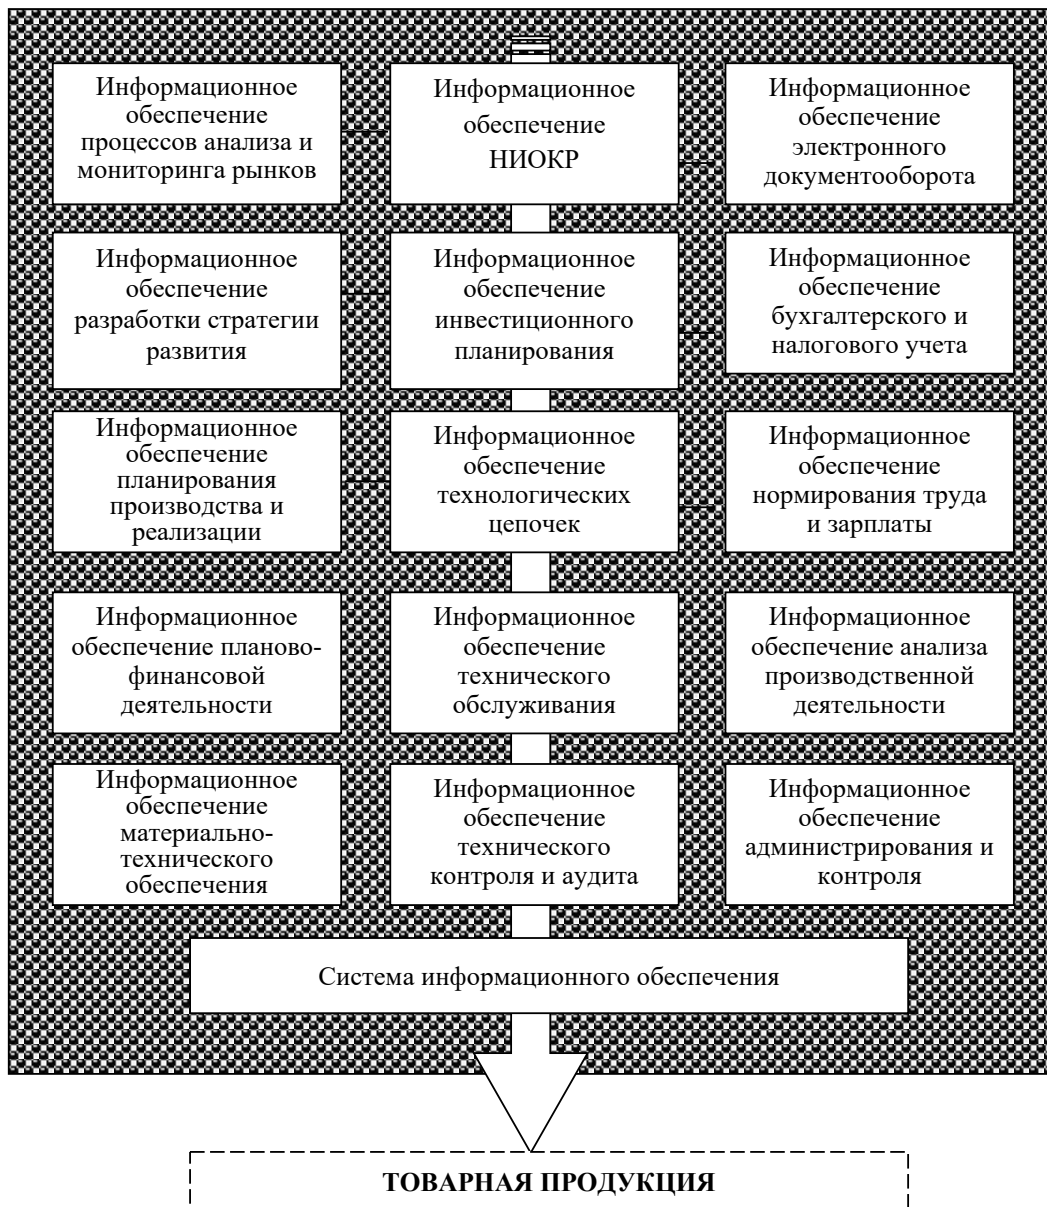 Информационное
обеспечение
процессов анализа и
мониторинга рынков
Информационное
обеспечение
НИОКР
Информационное
обеспечение
электронного
документооборота
Информационное
обеспечение
разработки стратегии
развития
Информационное
обеспечение
инвестиционного
планирования
Информационное
обеспечение
бухгалтерского и
налогового учета
Информационное
обеспечение
планирования
производства и
реализации
Информационное
обеспечение
технологических
цепочек
Информационное
обеспечение
нормирования труда
и зарплаты
Информационное
обеспечение планово-
финансовой
деятельности
Информационное
обеспечение
технического
обслуживания
Информационное
обеспечение анализа
производственной
деятельности
Информационное
обеспечение
материально-
технического
обеспечения
Информационное
обеспечение
технического
контроля и аудита
Информационное
обеспечение
администрирования и
контроля
Система информационного обеспечения
ТОВАРНАЯ ПРОДУКЦИЯ